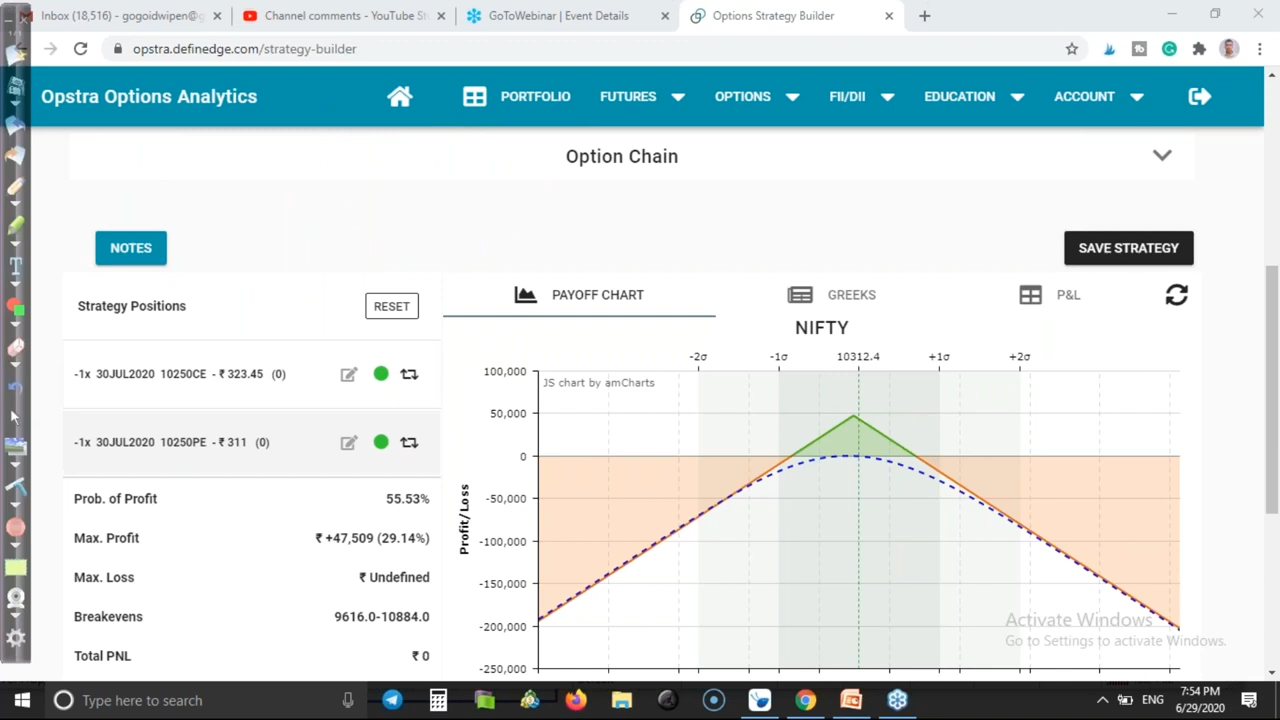 Inbox (18,516) - gogoidwipen@g
Channel comments - YouTube St
GoToWebinar | Event Details
Options Strategy Builder
opstra.definedge.com/strategy-builder
Opstra Options Analytics
PORTFOLIO
FUTURES
OPTIONS
FII/DII
EDUCATION
ACCOUNT
Option Chain
NOTES
SAVE STRATEGY
Strategy Positions
RESET
PAYOFF CHART
GREEKS
P&L
NIFTY
-2σ -1σ 10312.4 +1σ +2σ
JS chart by amCharts
100,000
50,000
0
-50,000
-100,000
-150,000
-200,000
-250,000
Profit/Loss
-1x 30JUL2020 10250CE - ₹ 323.45 (0)
-1x 30JUL2020 10250PE - ₹ 311 (0)
Prob. of Profit 55.53%
Max. Profit ₹ +47,509 (29.14%)
Max. Loss ₹ Undefined
Breakevens 9616.0-10884.0
Total PNL ₹ 0
Activate Windows
Go to Settings to activate Windows.
Type here to search
ENG
7:54 PM
6/29/2020